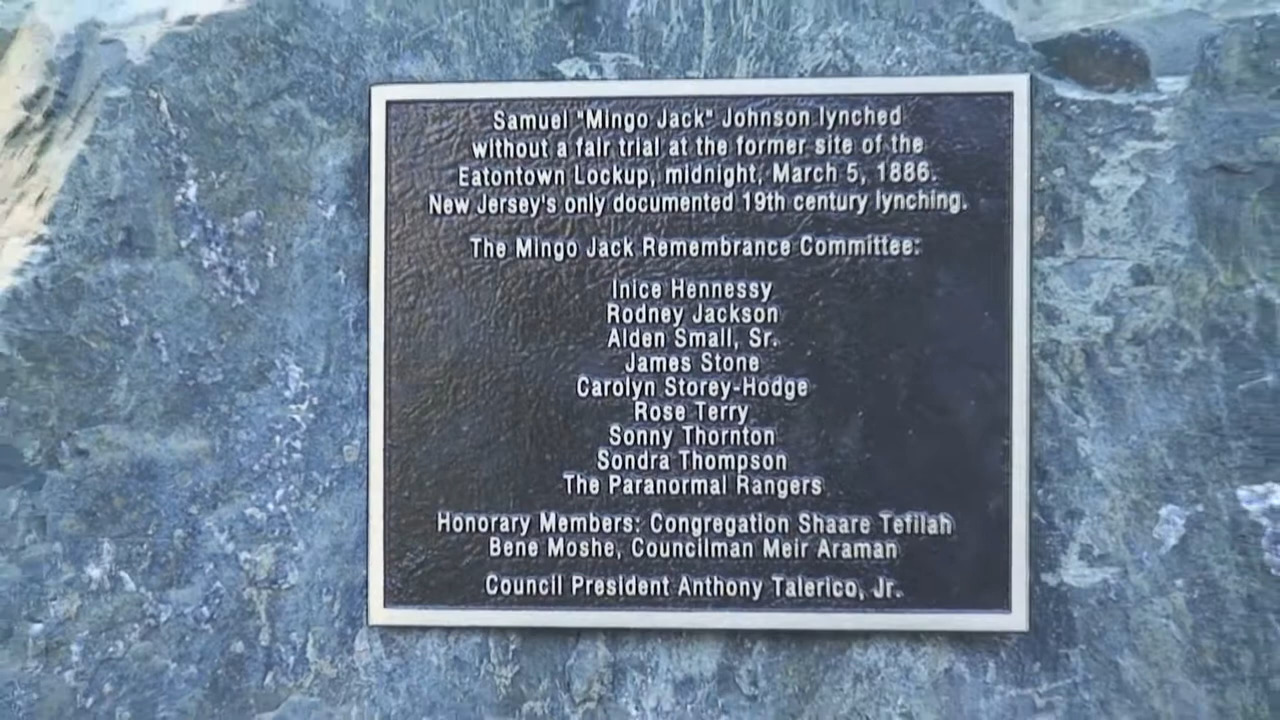 Samuel "Mingo Jack" Johnson lynched
without a fair trial at the former site of the
Eatontown Lockup, midnight, March 5, 1886.
New Jersey's only documented 19th century lynching.
The Mingo Jack Remembrance Committee:
Inice Hennessy
Rodney Jackson
Alden Small, Sr.
James Stone
Carolyn Storey-Hodge
Rose Terry
Sonny Thornton
Sondra Thompson
The Paranormal Rangers
Honorary Members: Congregation Shaare Tefilah
Bene Moshe, Councilman Meir Araman
Council President Anthony Talerico, Jr.